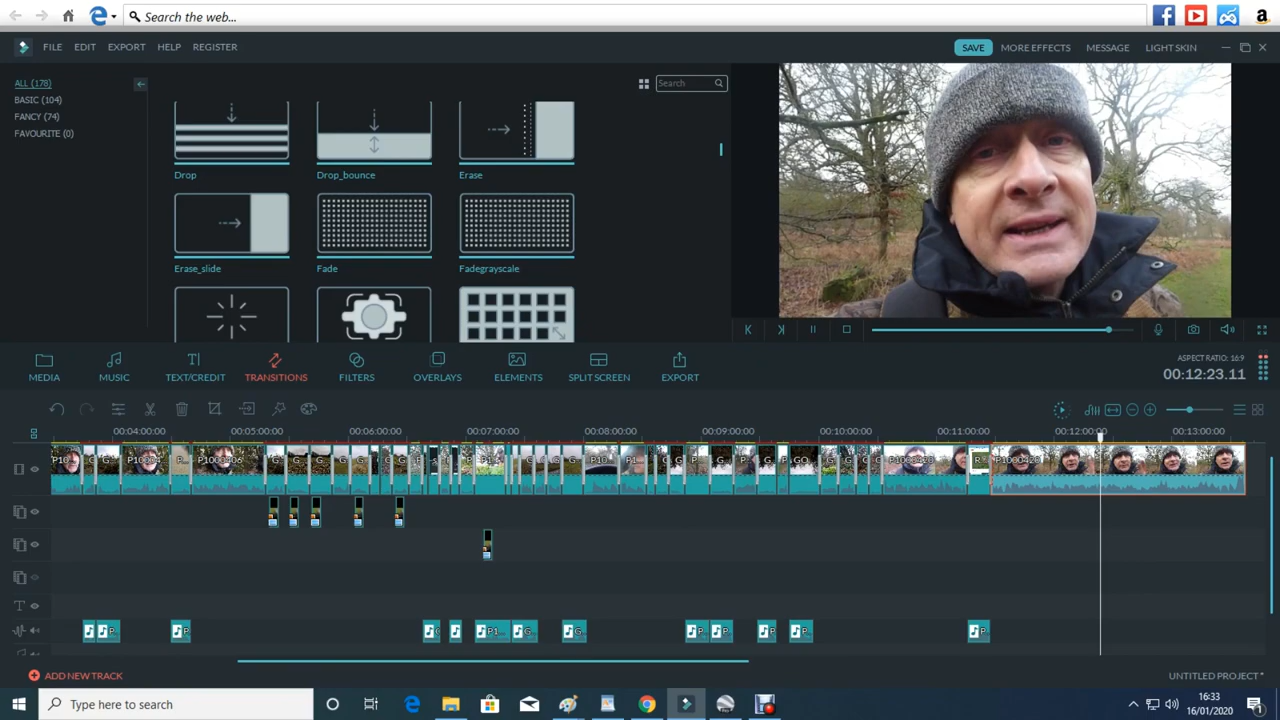 Search the web...
FILE EDIT EXPORT HELP REGISTER SAVE MORE EFFECTS MESSAGE LIGHT SKIN
ALL (178)
BASIC (104)
FANCY (74)
FAVOURITE (0)
Search
Drop Drop_bounce Erase
Erase_slide Fade Fadegrayscale
MEDIA MUSIC TEXT/CREDIT TRANSITIONS FILTERS OVERLAYS ELEMENTS SPLIT SCREEN EXPORT
ASPECT RATIO: 16:9
00:12:23.11
00:04:00:00 00:05:00:00 00:06:00:00 00:07:00:00 00:08:00:00 00:09:00:00 00:10:00:00 00:11:00:00 00:12:00:00 00:13:00:00
ADD NEW TRACK
UNTITLED PROJECT*
Type here to search
16:33
16/01/2020